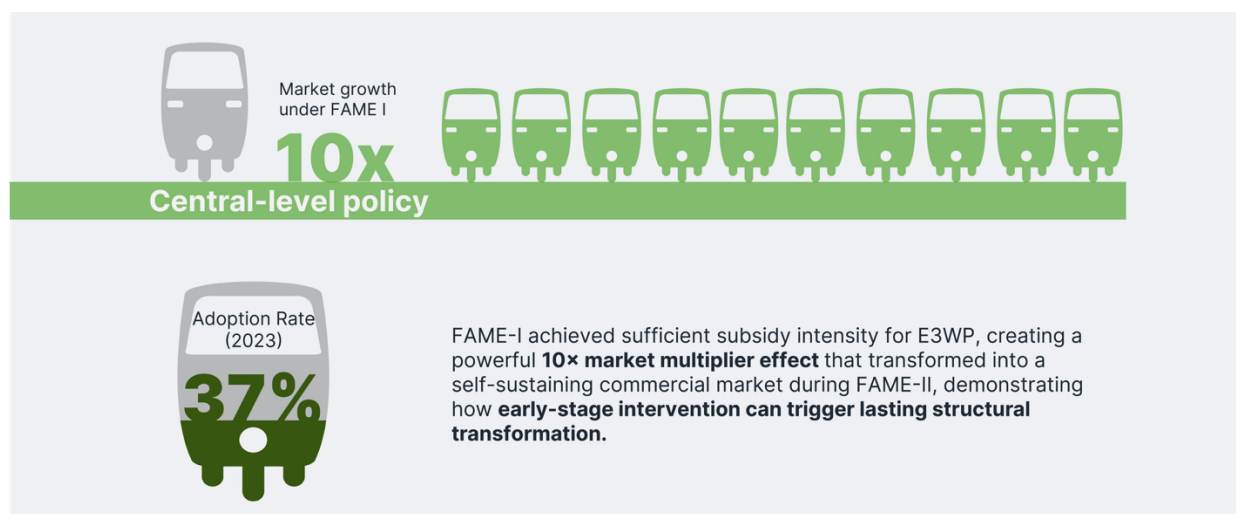 Market growth
under FAME I
10x
Central-level policy
Adoption Rate
(2023)
37%
FAME-I achieved sufficient subsidy intensity for E3WP, creating a
powerful 10× market multiplier effect that transformed into a
self-sustaining commercial market during FAME-II, demonstrating
how early-stage intervention can trigger lasting structural
transformation.